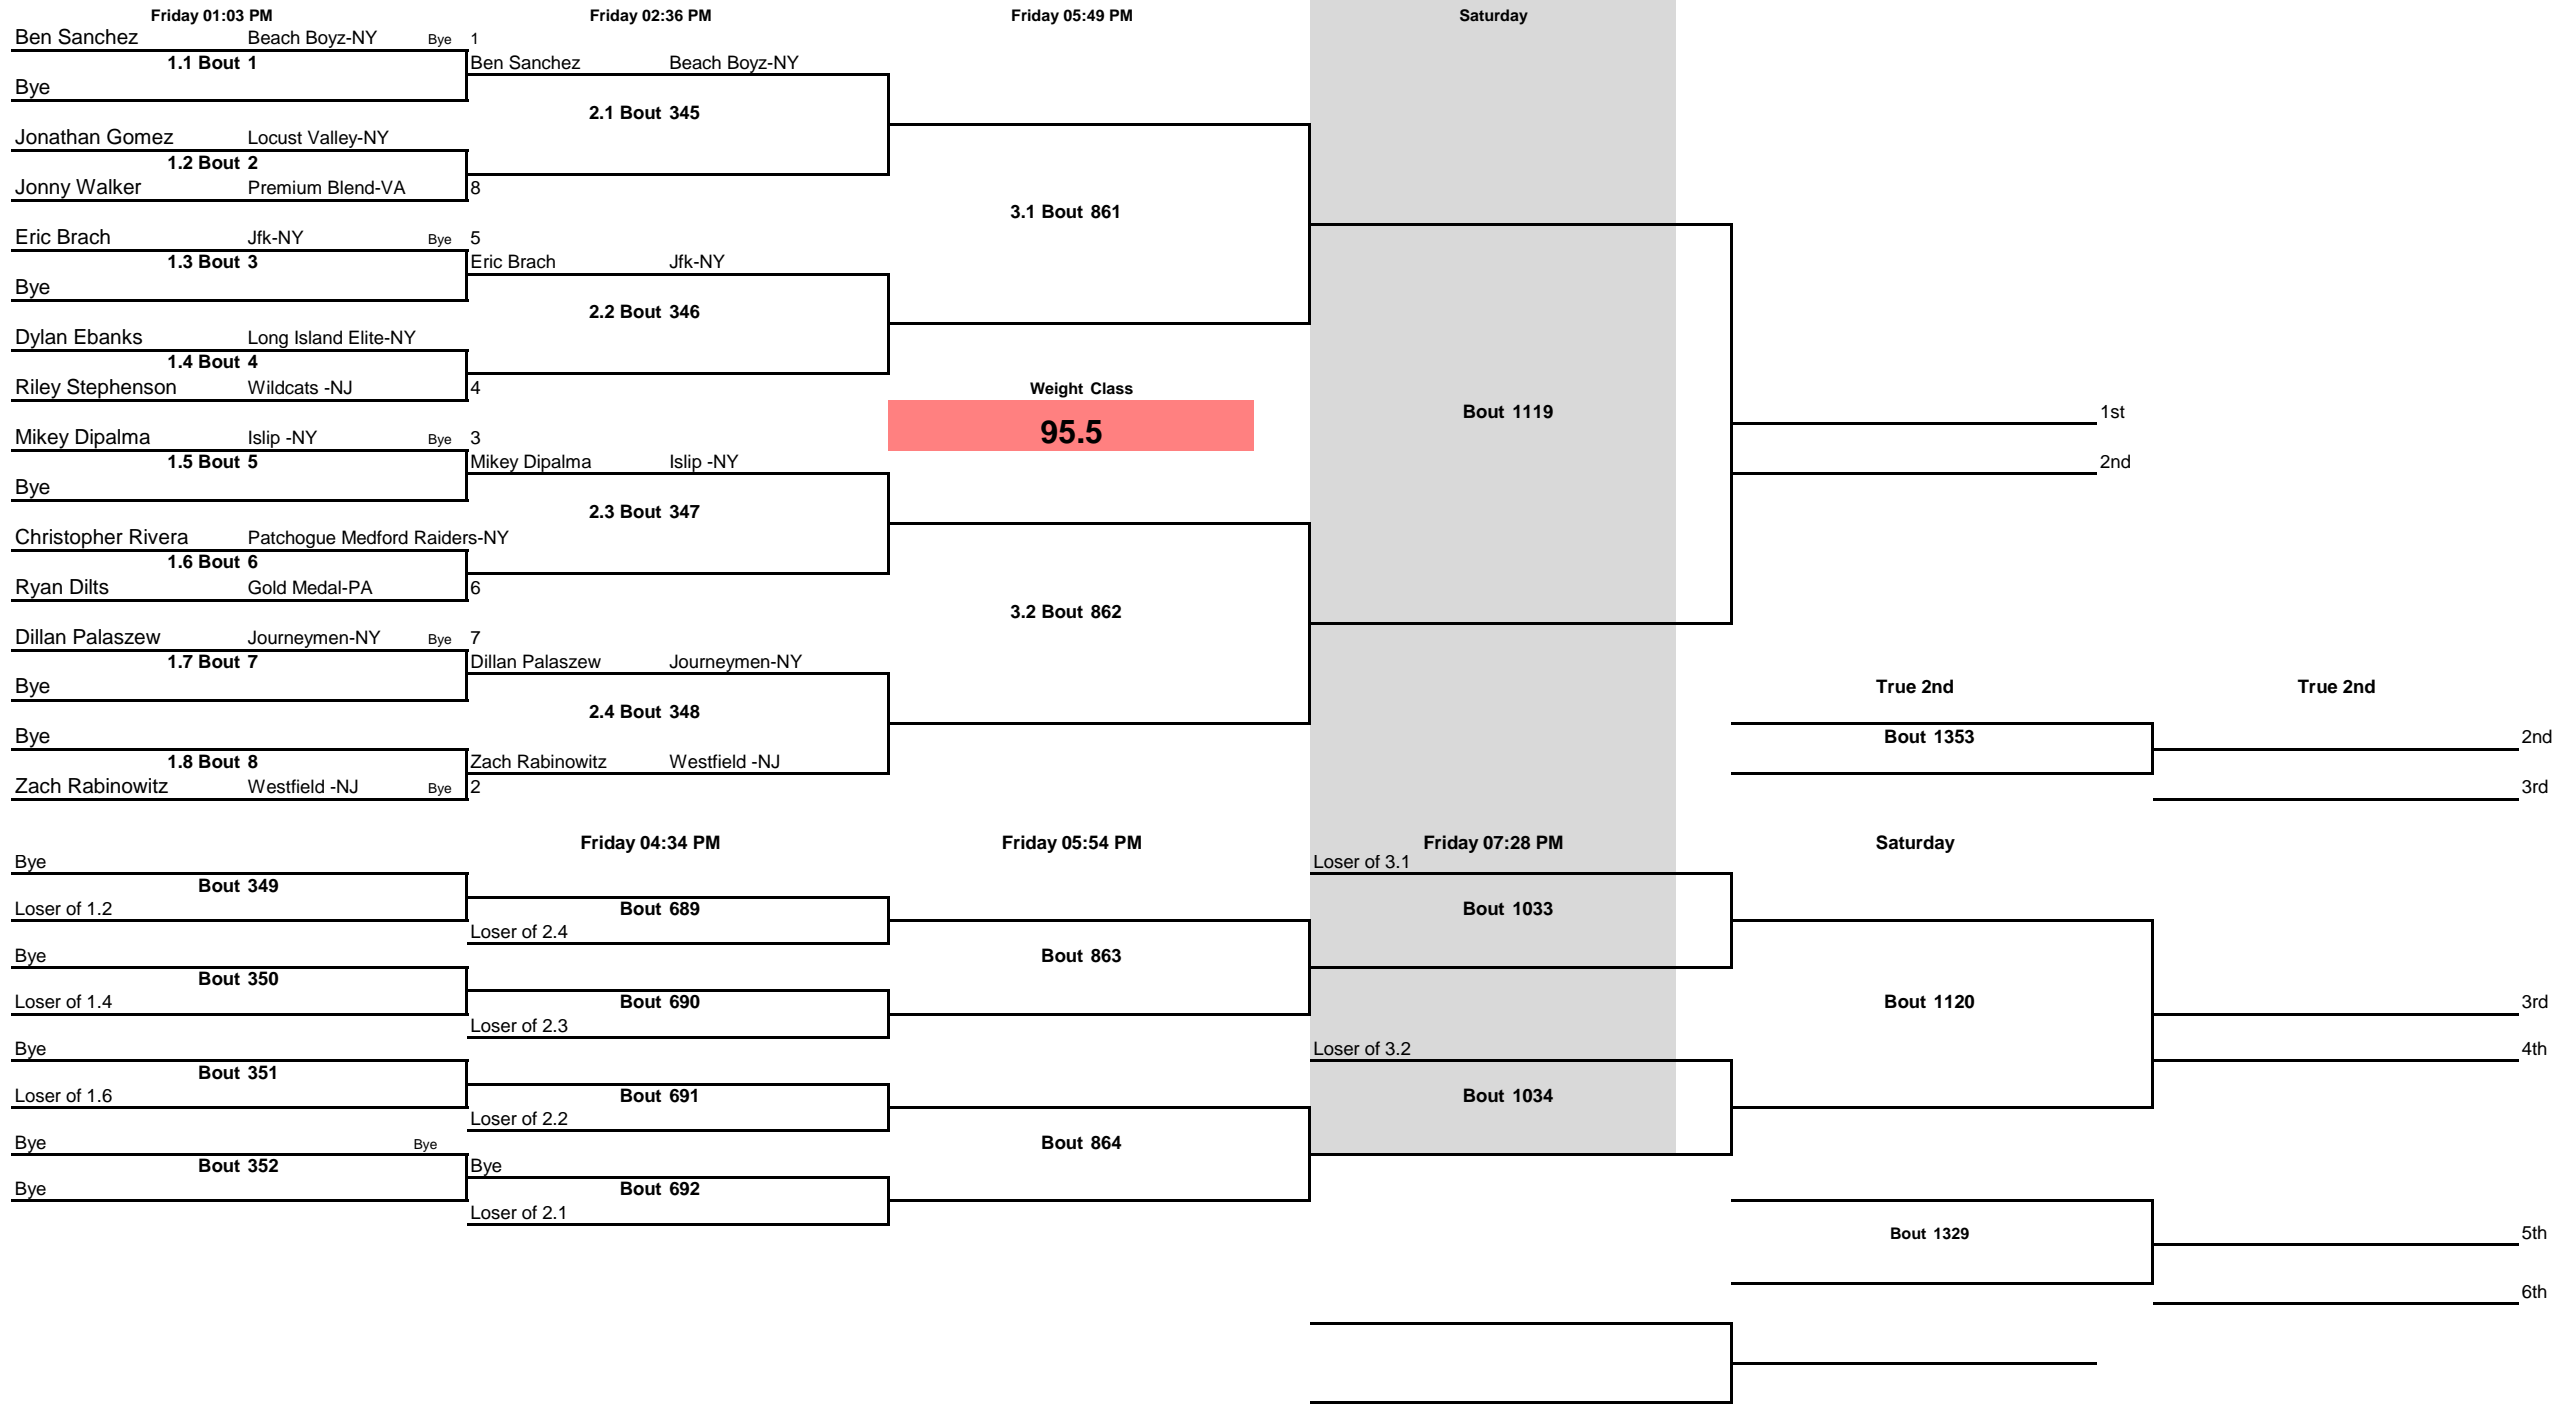 Friday 01:03 PM Friday 02:36 PM Friday 05:49 PM Saturday
Ben Sanchez Beach Boyz-NY Bye 1
1.1 Bout 1 Ben Sanchez Beach Boyz-NY
Bye
2.1 Bout 345
Jonathan Gomez Locust Valley-NY
1.2 Bout 2
Jonny Walker Premium Blend-VA 8
3.1 Bout 861
Eric Brach Jfk-NY Bye 5
1.3 Bout 3 Eric Brach Jfk-NY
Bye
2.2 Bout 346
Dylan Ebanks Long Island Elite-NY
1.4 Bout 4
Riley Stephenson Wildcats -NJ 4 Weight Class
Bout 1119 1st
Mikey Dipalma Islip -NY Bye 3 95.5
1.5 Bout 5 Mikey Dipalma Islip -NY 2nd
Bye
2.3 Bout 347
Christopher Rivera Patchogue Medford Raiders-NY
1.6 Bout 6
Ryan Dilts Gold Medal-PA 6
3.2 Bout 862
Dillan Palaszew Journeymen-NY Bye 7
1.7 Bout 7 Dillan Palaszew Journeymen-NY
Bye True 2nd True 2nd
2.4 Bout 348
Bye Bout 1353 2nd
1.8 Bout 8 Zach Rabinowitz Westfield -NJ
Zach Rabinowitz Westfield -NJ Bye 2 3rd
Friday 04:34 PM Friday 05:54 PM Friday 07:28 PM Saturday
Bye Loser of 3.1
Bout 349
Loser of 1.2 Bout 689 Bout 1033
Loser of 2.4
Bye Bout 863
Bout 350
Loser of 1.4 Bout 690 Bout 1120 3rd
Loser of 2.3
Bye Loser of 3.2 4th
Bout 351
Loser of 1.6 Bout 691 Bout 1034
Loser of 2.2
Bye Bye Bout 864
Bout 352 Bye
Bye Bout 692
Loser of 2.1
Bout 1329 5th
6th